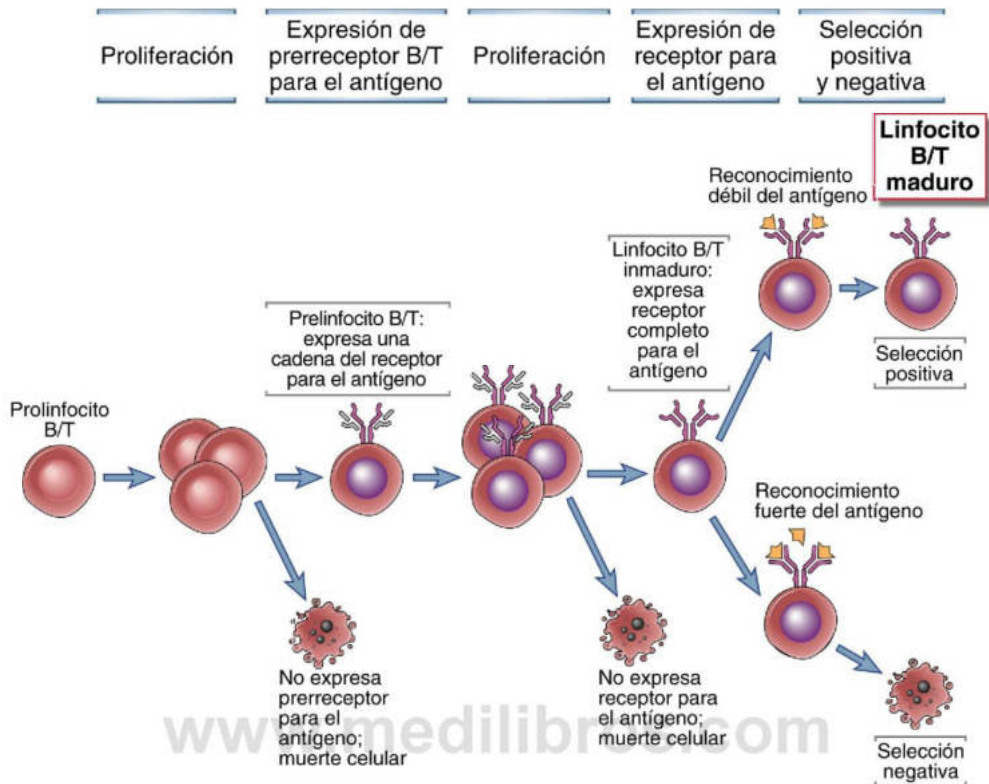 Proliferación
Expresión de
prerreceptor B/T
para el antígeno
Proliferación
Expresión de
receptor para
el antígeno
Selección
positiva
y negativa
Linfocito
B/T
maduro
Reconocimiento
débil del antígeno
Linfocito B/T
inmaduro:
expresa
receptor
completo
para el
antígeno
Selección
positiva
Prelinfocito B/T:
expresa una
cadena del receptor
para el antígeno
Prolinfocito
B/T
Reconocimiento
fuerte del antígeno
No expresa
prerreceptor
para el
antígeno;
muerte celular
No expresa
receptor para
el antígeno;
muerte celular
Selección
negativa
www.medilibros.com